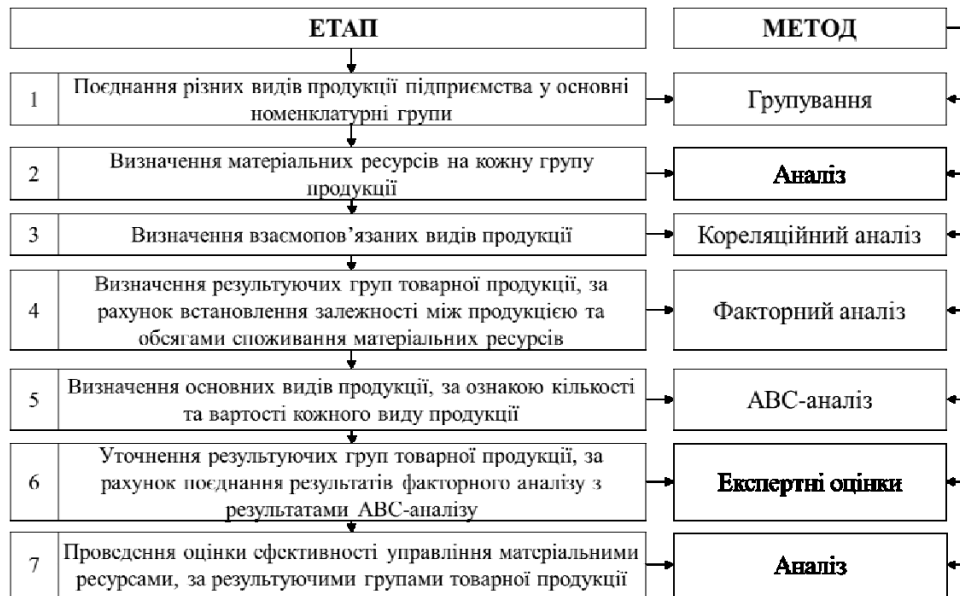 ЕТАП
МЕТОД
1
Поєднання різних видів продукції підприємства у основні
номенклатурні групи
Групування
2
Визначення матеріальних ресурсів на кожну групу
продукції
Аналіз
3
Визначення взаємопов’язаних видів продукції
Кореляційний аналіз
4
Визначення результуючих груп товарної продукції, за
рахунок встановлення залежності між продукцією та
обсягами споживання матеріальних ресурсів
Факторний аналіз
5
Визначення основних видів продукції, за ознакою кількості
та вартості кожного виду продукції
АВС-аналіз
6
Уточнення результуючих груп товарної продукції, за
рахунок поєднання результатів факторного аналізу з
результатами АВС-аналізу
Експертні оцінки
7
Проведення оцінки ефективності управління матеріальними
ресурсами, за результуючими групами товарної продукції
Аналіз